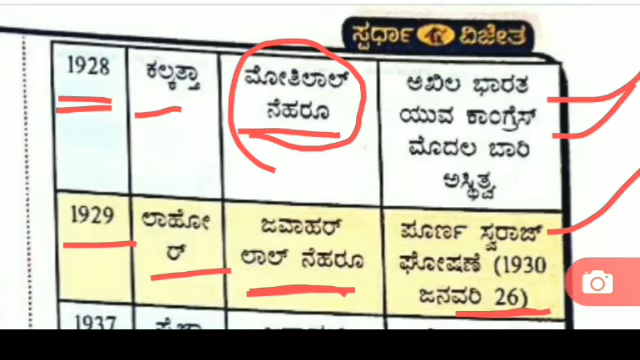 ಸ್ಪರ್ಧಾ ವಿಜೇತ
1928
ಕಲ್ಕತ್ತಾ
ಮೋತಿಲಾಲ್
ನೆಹರೂ
ಅಖಿಲ ಭಾರತ
ಯುವ ಕಾಂಗ್ರೆಸ್
ಮೊದಲ ಬಾರಿ
ಅಸ್ಥಿತ್ವ
1929
ಲಾಹೋ
ರ್
ಜವಾಹರ್
ಲಾಲ್ ನೆಹರೂ
ಪೂರ್ಣ ಸ್ವರಾಜ್
ಘೋಷಣೆ (1930
ಜನವರಿ 26)
1937